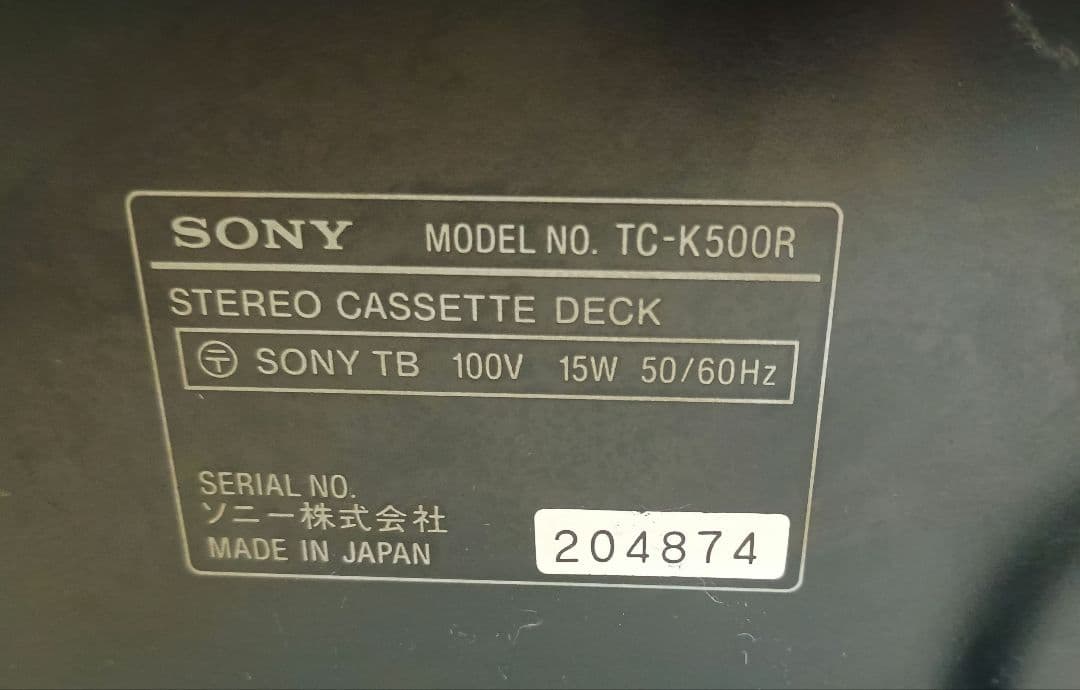 SONY MODEL NO. TC-K500R
STEREO CASSETTE DECK
〶 SONY TB 100V 15W 50/60Hz
SERIAL NO.
ソニー株式会社
MADE IN JAPAN 204874